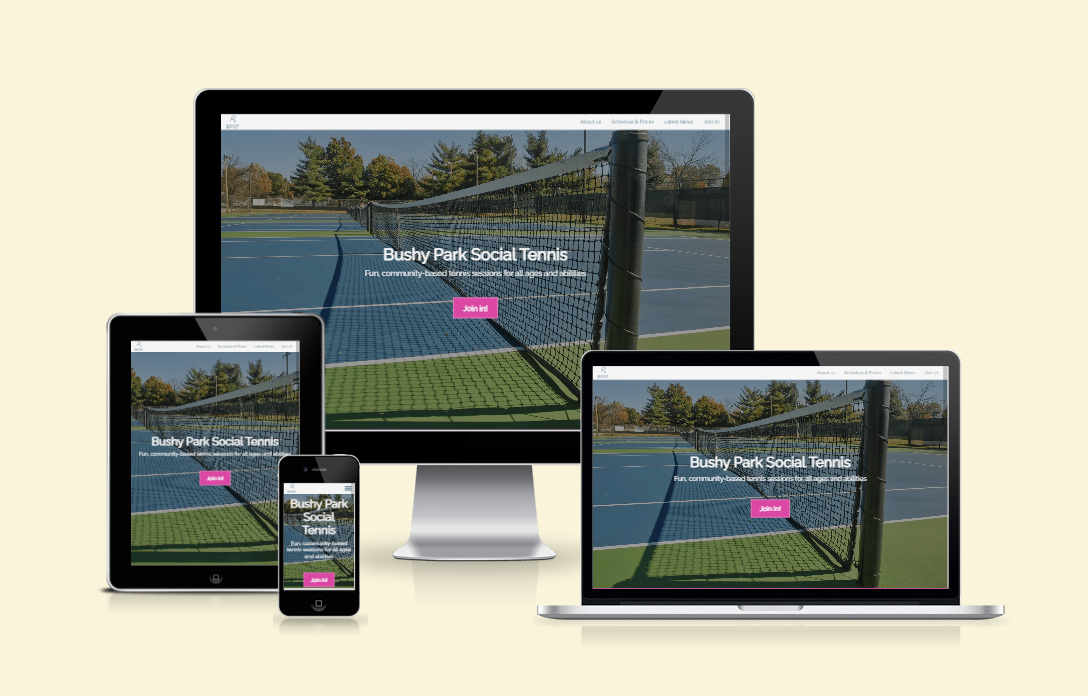 BPST
About us Schedule & Prices Latest News Join in!
Bushy Park Social Tennis
Fun, community-based tennis sessions for all ages and abilities
Join in!
BPST
About us Schedule & Prices Latest News Join in!
Bushy Park Social Tennis
Fun, community-based tennis sessions for all ages and abilities
Join in!
BPST
Bushy Park
Social
Tennis
Fun, community-based
tennis sessions for all ages
and abilities
Join in!
BPST
About us Schedule & Prices Latest News Join in!
Bushy Park Social Tennis
Fun, community-based tennis sessions for all ages and abilities
Join in!